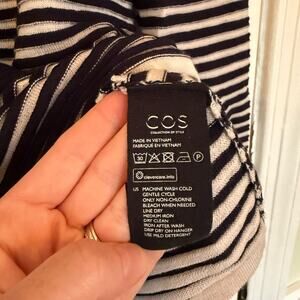 COS
COLLECTION OF STYLE
MADE IN VIETNAM
FABRIQUÉ EN VIETNAM
30 P
clevercare.info
US MACHINE WASH COLD
GENTLE CYCLE
ONLY NON-CHLORINE
BLEACH WHEN NEEDED
LINE DRY
MEDIUM IRON
DRY CLEAN
IRON AFTER WASH
DRIP DRY ON HANGER
USE MILD DETERGENT